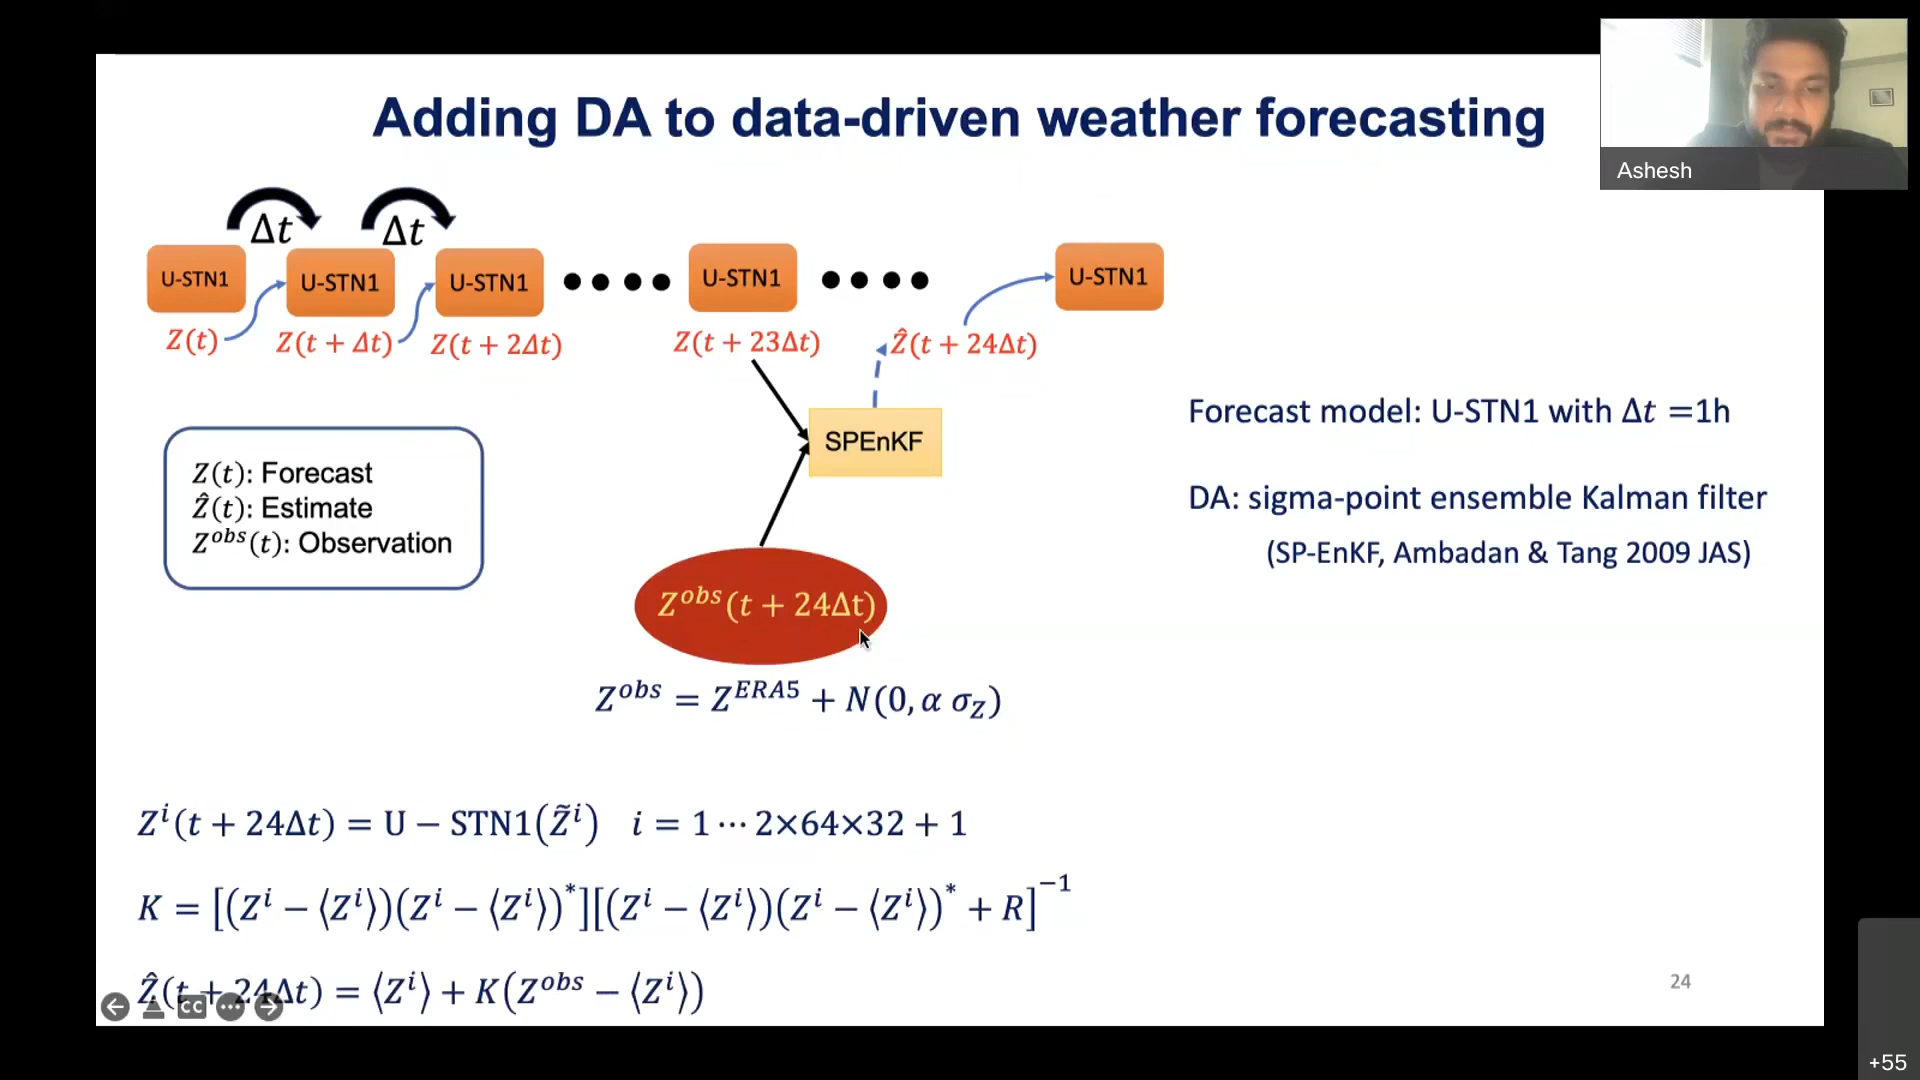 Adding DA to data-driven weather forecasting
Ashesh
Δt Δt
U-STN1 U-STN1 U-STN1 U-STN1 U-STN1
Z(t) Z(t + Δt) Z(t + 2Δt) Z(t + 23Δt) Ẑ(t + 24Δt)
SPEnKF
Z(t): Forecast
Ẑ(t): Estimate
Z^obs(t): Observation
Forecast model: U-STN1 with Δt =1h
DA: sigma-point ensemble Kalman filter
(SP-EnKF, Ambadan & Tang 2009 JAS)
Z^obs(t + 24Δt)
Z^obs = Z^ERA5 + N(0, α σ_Z)
Z^i(t + 24Δt) = U − STN1(Z̃^i) i = 1 ⋯ 2×64×32 + 1
K = [(Z^i − ⟨Z^i⟩)(Z^i − ⟨Z^i⟩)^*][(Z^i − ⟨Z^i⟩)(Z^i − ⟨Z^i⟩)^* + R]^−1
Ẑ(t + 24Δt) = ⟨Z^i⟩ + K(Z^obs − ⟨Z^i⟩)
CC
24
+55